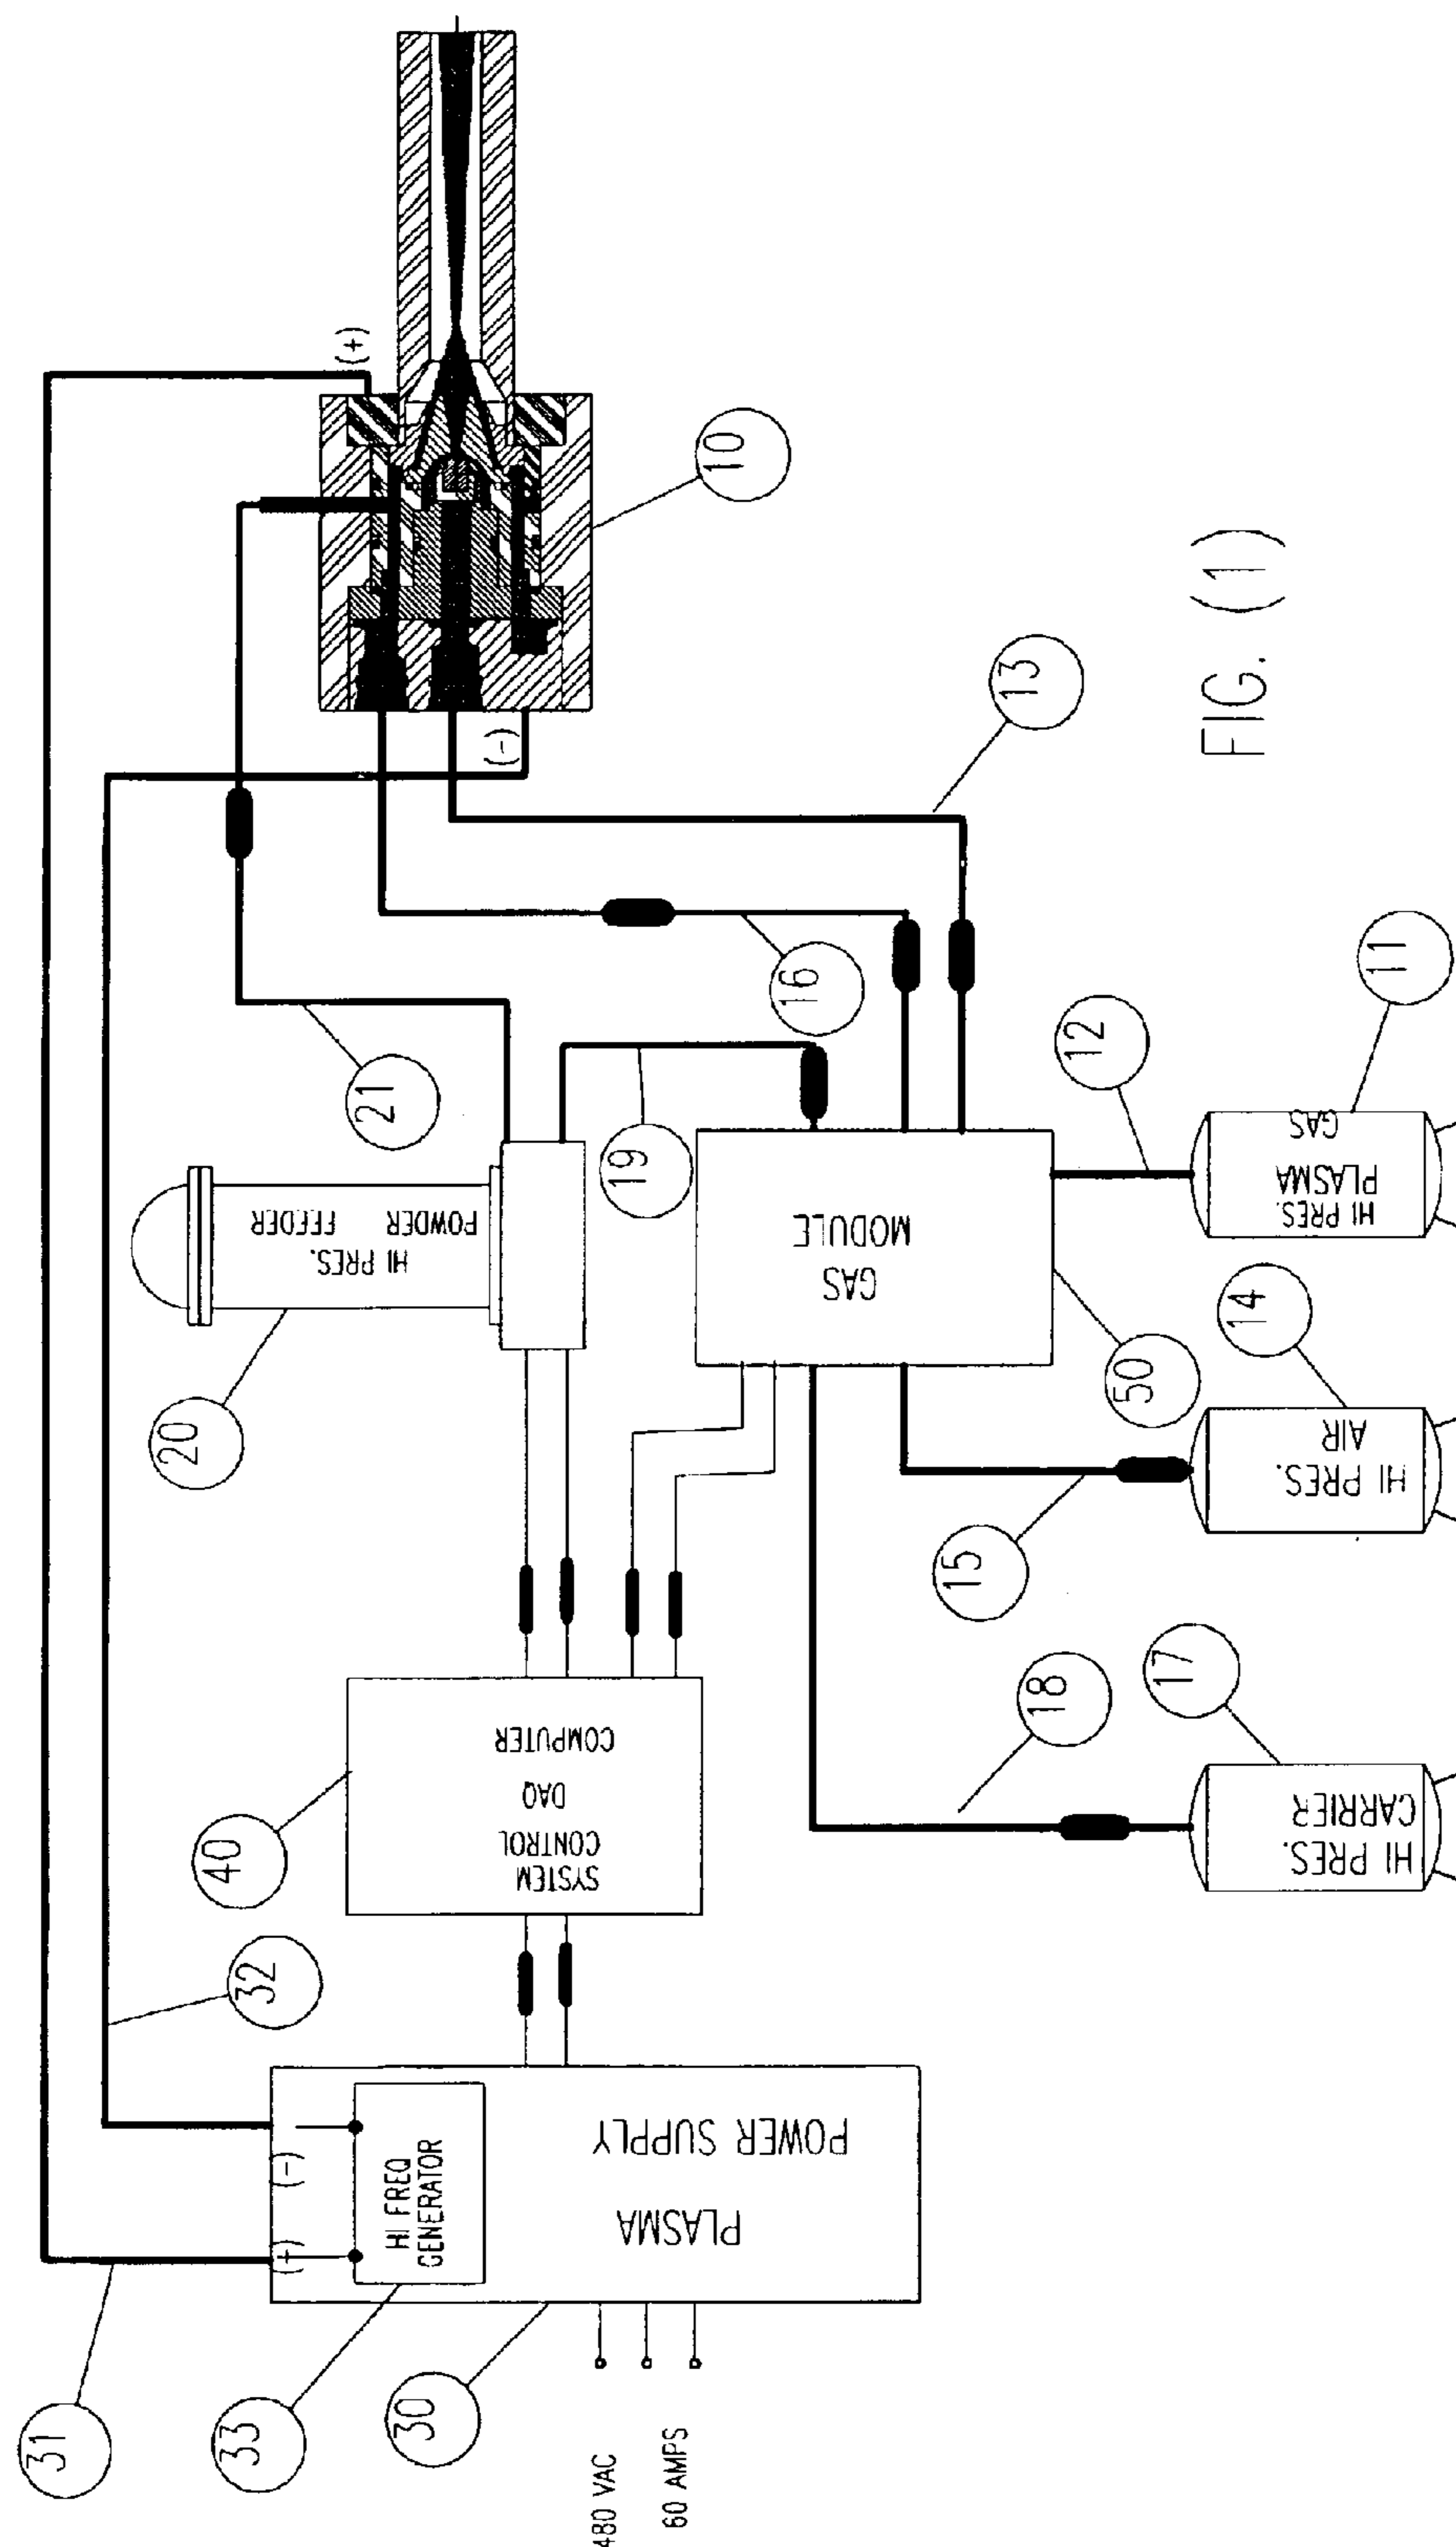 31
33
30
480 VAC
60 AMPS
(+)
(-)
HI FREQ
GENERATOR
PLASMA
POWER SUPPLY
32
40
SYSTEM
CONTROL
DAQ
COMPUTER
20
HI PRES.
POWDER
FEEDER
21
19
16
13
10
(+)
(-)
GAS
MODULE
50
18
17
HI PRES.
CARRIER
15
14
HI PRES.
AIR
12
11
HI PRES.
PLASMA
GAS
FIG. (1)